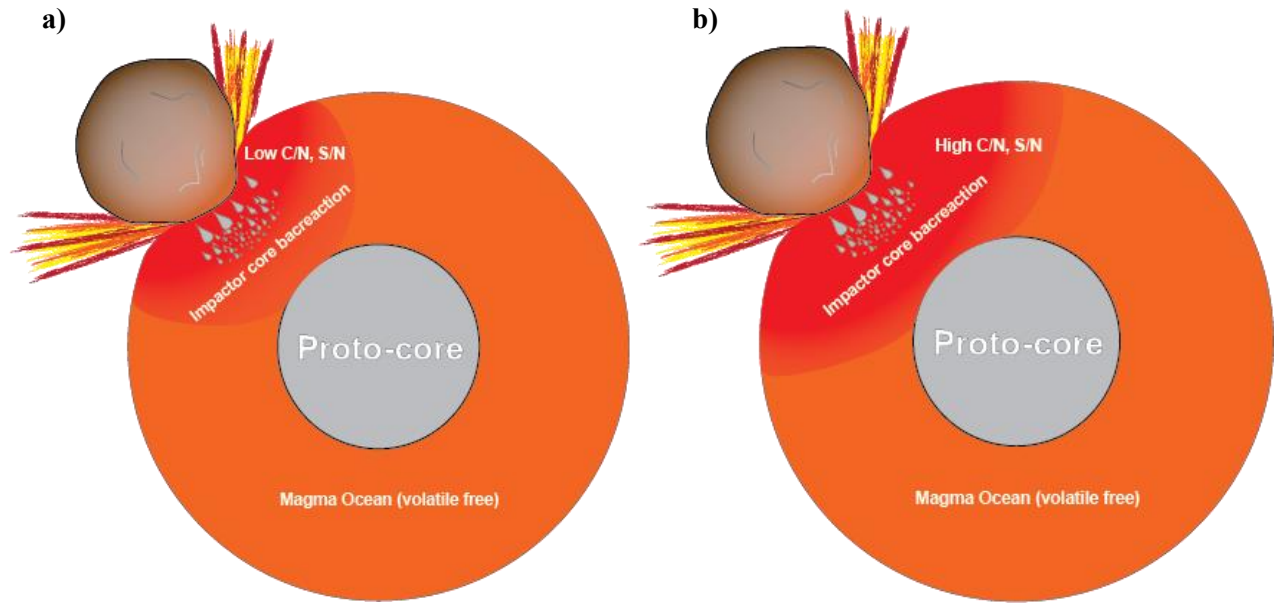 a)
Low C/N, S/N
Impactor core bacreaction
Proto-core
Magma Ocean (volatile free)
b)
High C/N, S/N
Impactor core bacreaction
Proto-core
Magma Ocean (volatile free)